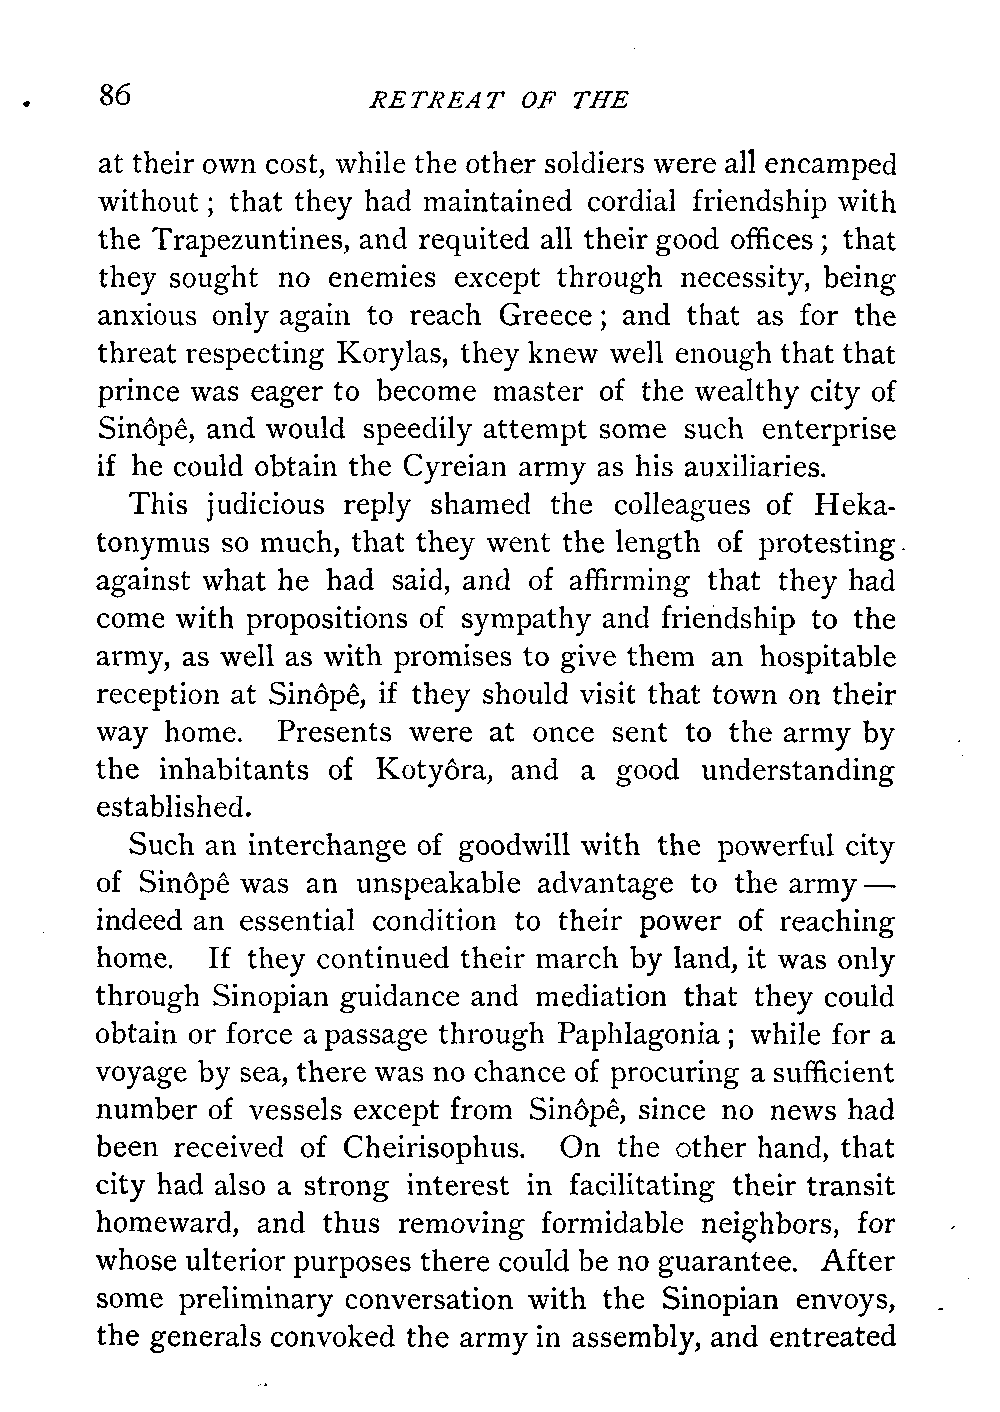 86 RETREAT OF THE
at their own cost, while the other soldiers were all encamped
without ; that they had maintained cordial friendship with
the Trapezuntines, and requited all their good offices ; that
they sought no enemies except through necessity, being
anxious only again to reach Greece ; and that as for the
threat respecting Korylas, they knew well enough that that
prince was eager to become master of the wealthy city of
Sinôpê, and would speedily attempt some such enterprise
if he could obtain the Cyreian army as his auxiliaries.
This judicious reply shamed the colleagues of Heka-
tonymus so much, that they went the length of protesting
against what he had said, and of affirming that they had
come with propositions of sympathy and friendship to the
army, as well as with promises to give them an hospitable
reception at Sinôpê, if they should visit that town on their
way home. Presents were at once sent to the army by
the inhabitants of Kotyôra, and a good understanding
established.
Such an interchange of goodwill with the powerful city
of Sinôpê was an unspeakable advantage to the army —
indeed an essential condition to their power of reaching
home. If they continued their march by land, it was only
through Sinopian guidance and mediation that they could
obtain or force a passage through Paphlagonia ; while for a
voyage by sea, there was no chance of procuring a sufficient
number of vessels except from Sinôpê, since no news had
been received of Cheirisophus. On the other hand, that
city had also a strong interest in facilitating their transit
homeward, and thus removing formidable neighbors, for
whose ulterior purposes there could be no guarantee. After
some preliminary conversation with the Sinopian envoys,
the generals convoked the army in assembly, and entreated